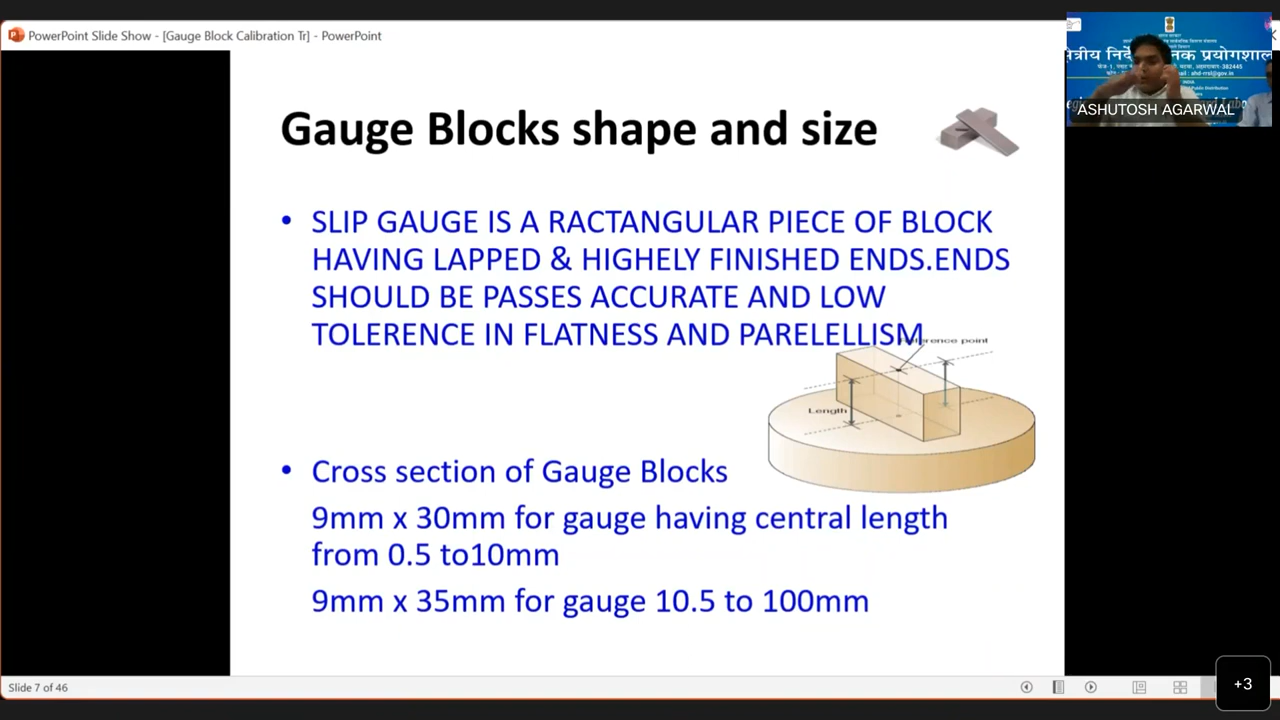 PowerPoint Slide Show - [Gauge Block Calibration Tr] - PowerPoint
Gauge Blocks shape and size
• SLIP GAUGE IS A RACTANGULAR PIECE OF BLOCK
HAVING LAPPED & HIGHELY FINISHED ENDS.ENDS
SHOULD BE PASSES ACCURATE AND LOW
TOLERENCE IN FLATNESS AND PARELELLISM
point
Length
• Cross section of Gauge Blocks
9mm x 30mm for gauge having central length
from 0.5 to10mm
9mm x 35mm for gauge 10.5 to 100mm
ASHUTOSH AGARWAL
Slide 7 of 46
+3